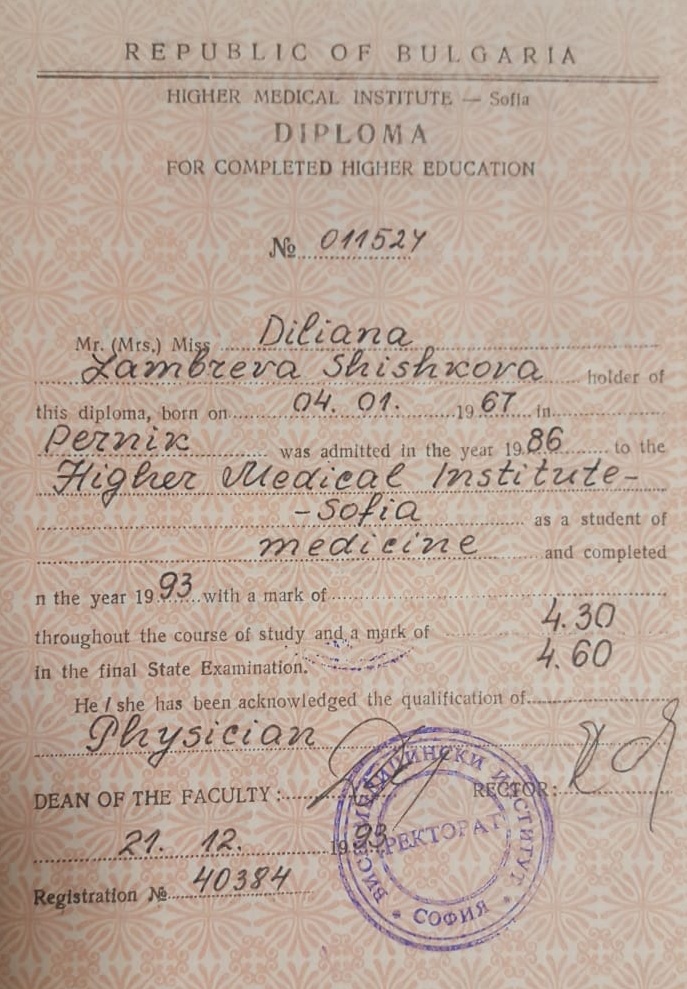 REPUBLIC OF BULGARIA
HIGHER MEDICAL INSTITUTE — Sofia
DIPLOMA
FOR COMPLETED HIGHER EDUCATION
№ 011527
Mr. (Mrs.) Miss Diliana
Lambreva Shishkova holder of
this diploma, born on 04. 01. 1967 in
Pernik was admitted in the year 1986 to the
Higher Medical Institute-
-Sofia as a student of
medicine and completed
n the year 1993 with a mark of
4.30
throughout the course of study and a mark of
4.60
in the final State Examination.
He / she has been acknowledged the qualification of
Physician
DEAN OF THE FACULTY: RECTOR:
21. 12. 1993
Registration № 40384
ВИСШ МЕДИЦИНСКИ ИНСТИТУТ
РЕКТОРАТ
* СОФИЯ *